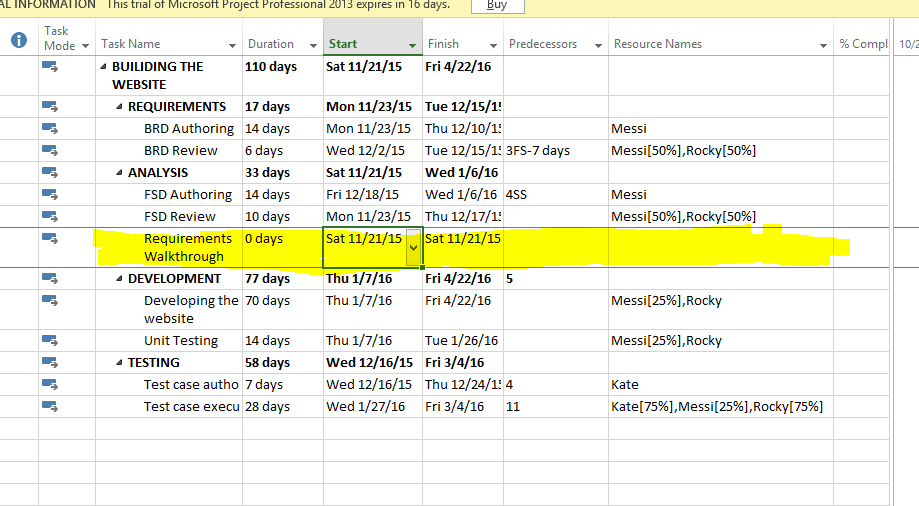 AL INFORMATION This trial of Microsoft Project Professional 2013 expires in 16 days. Buy
Task Mode Task Name Duration Start Finish Predecessors Resource Names % Compl 10/2
BUILIDING THE WEBSITE 110 days Sat 11/21/15 Fri 4/22/16
REQUIREMENTS 17 days Mon 11/23/15 Tue 12/15/1
BRD Authoring 14 days Mon 11/23/15 Thu 12/10/1 Messi
BRD Review 6 days Wed 12/2/15 Tue 12/15/1 3FS-7 days Messi[50%],Rocky[50%]
ANALYSIS 33 days Sat 11/21/15 Wed 1/6/16
FSD Authoring 14 days Fri 12/18/15 Wed 1/6/16 4SS Messi
FSD Review 10 days Mon 11/23/15 Thu 12/17/1 Messi[50%],Rocky[50%]
Requirements Walkthrough 0 days Sat 11/21/15 Sat 11/21/15
DEVELOPMENT 77 days Thu 1/7/16 Fri 4/22/16 5
Developing the website 70 days Thu 1/7/16 Fri 4/22/16 Messi[25%],Rocky
Unit Testing 14 days Thu 1/7/16 Tue 1/26/16 Messi[25%],Rocky
TESTING 58 days Wed 12/16/15 Fri 3/4/16
Test case autho 7 days Wed 12/16/15 Thu 12/24/1 4 Kate
Test case execu 28 days Wed 1/27/16 Fri 3/4/16 11 Kate[75%],Messi[25%],Rocky[75%]